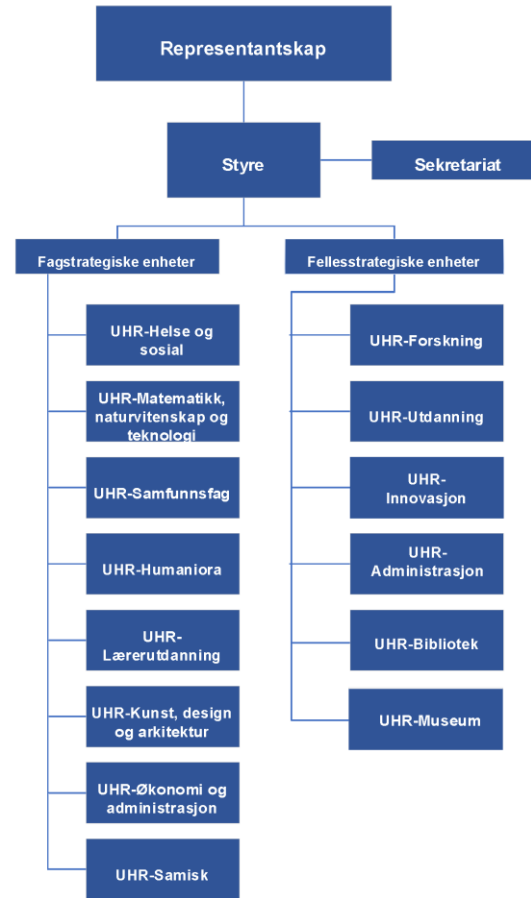 Representantskap
Styre
Sekretariat
Fagstrategiske enheter
Fellesstrategiske enheter
UHR-Helse og
sosial
UHR-Matematikk,
naturvitenskap og
teknologi
UHR-Samfunnsfag
UHR-Humaniora
UHR-
Lærerutdanning
UHR-Kunst, design
og arkitektur
UHR-Økonomi og
administrasjon
UHR-Samisk
UHR-Forskning
UHR-Utdanning
UHR-
Innovasjon
UHR-
Administrasjon
UHR-Bibliotek
UHR-Museum